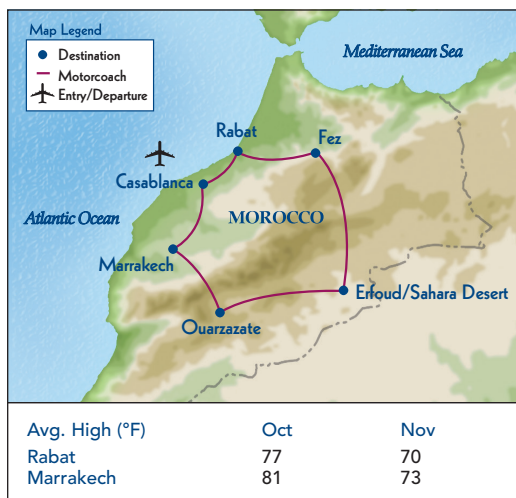 Map Legend
Destination
Motorcoach
Entry/Departure
Mediterranean Sea
Rabat
Fez
Casablanca
Atlantic Ocean
MOROCCO
Marrakech
Erfoud/Sahara Desert
Ouarzazate
Avg. High (°F) Oct Nov
Rabat 77 70
Marrakech 81 73